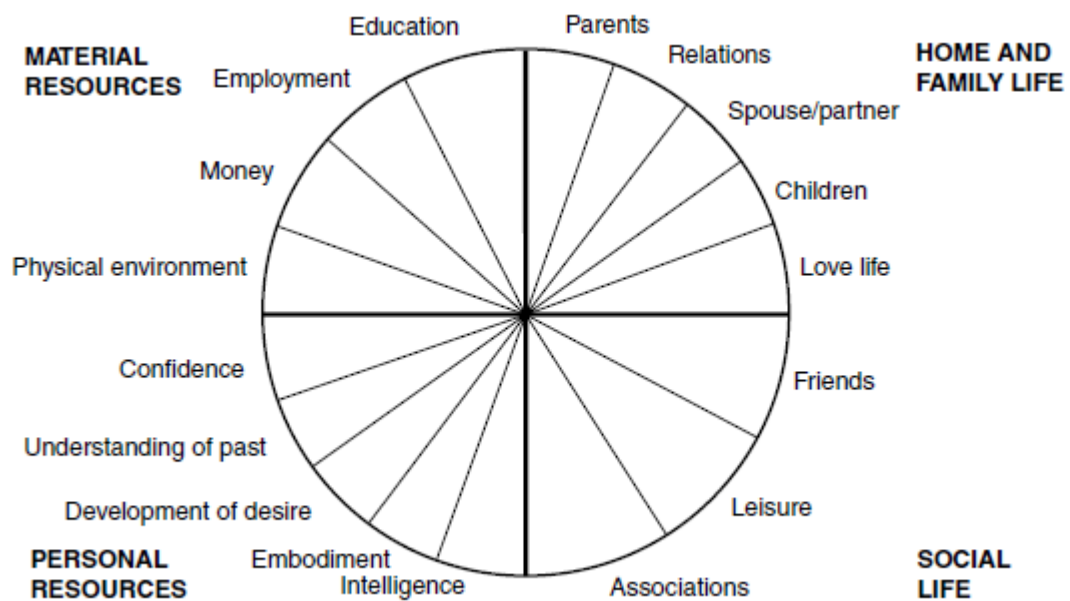 MATERIAL
RESOURCES
Education
Employment
Money
Physical environment
HOME AND
FAMILY LIFE
Parents
Relations
Spouse/partner
Children
Love life
PERSONAL
RESOURCES
Confidence
Understanding of past
Development of desire
Embodiment
Intelligence
SOCIAL
LIFE
Friends
Leisure
Associations